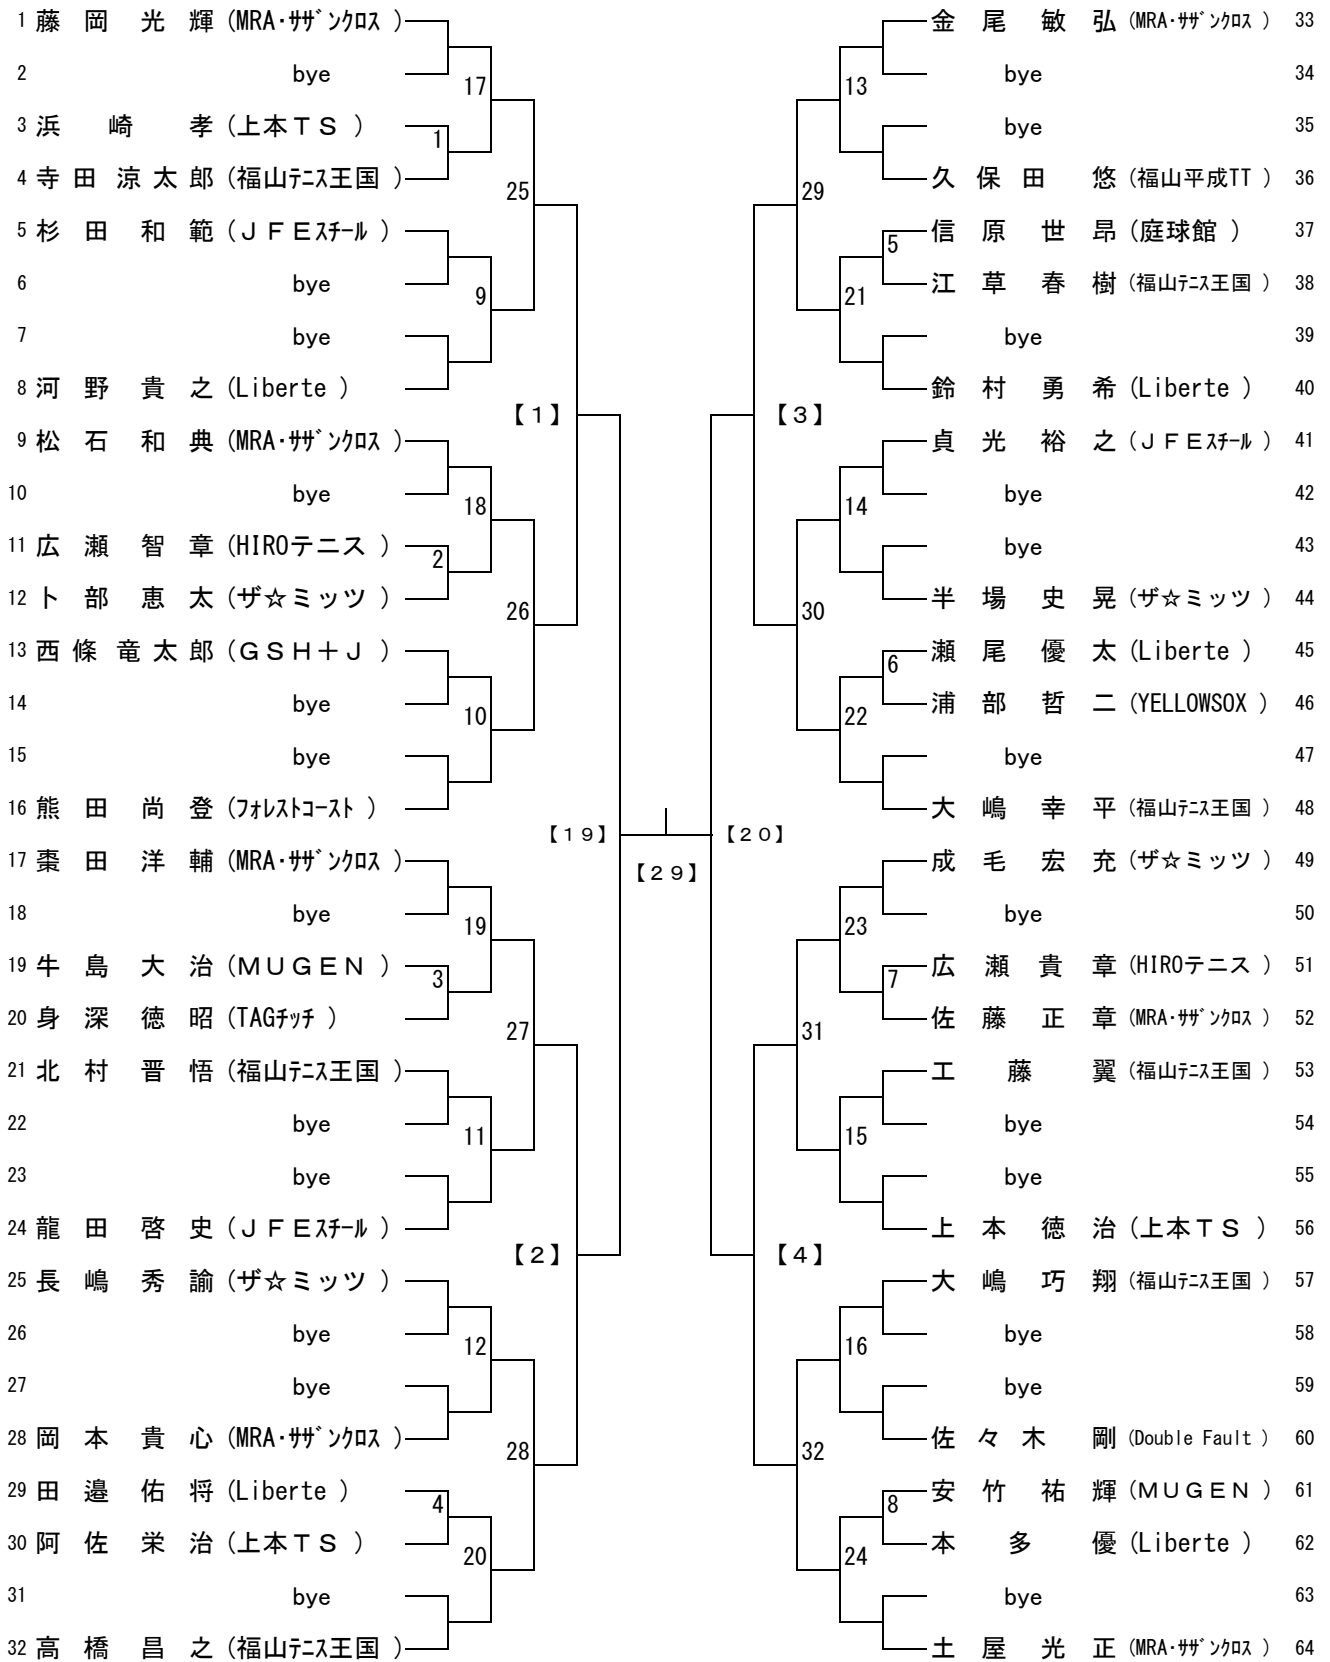 1 藤 岡 光 輝 (MRA･ｻｻﾞﾝｸﾛｽ )
2 bye
17
3 浜 崎 孝 (上本ＴＳ )
1
4 寺 田 涼 太 郎 (福山ﾃﾆｽ王国 )
25
5 杉 田 和 範 (ＪＦＥｽﾁｰﾙ )
6 bye
9
7 bye
8 河 野 貴 之 (Liberte )
【１】
9 松 石 和 典 (MRA･ｻｻﾞﾝｸﾛｽ )
10 bye
18
11 広 瀬 智 章 (HIROテニス )
2
12 卜 部 恵 太 (ザ☆ミッツ )
26
13 西 條 竜 太 郎 (ＧＳＨ＋Ｊ )
14 bye
10
15 bye
16 熊 田 尚 登 (ﾌｫﾚｽﾄｺｰｽﾄ )
【１９】
17 棗 田 洋 輔 (MRA･ｻｻﾞﾝｸﾛｽ )
18 bye
19
19 牛 島 大 治 (ＭＵＧＥＮ )
3
20 身 深 徳 昭 (TAGﾁｯﾁ )
27
21 北 村 晋 悟 (福山ﾃﾆｽ王国 )
22 bye
11
23 bye
24 龍 田 啓 史 (ＪＦＥｽﾁｰﾙ )
【２】
25 長 嶋 秀 諭 (ザ☆ミッツ )
26 bye
12
27 bye
28 岡 本 貴 心 (MRA･ｻｻﾞﾝｸﾛｽ )
28
29 田 邉 佑 将 (Liberte )
4
30 阿 佐 栄 治 (上本ＴＳ )
20
31 bye
32 高 橋 昌 之 (福山ﾃﾆｽ王国 )
【２９】
金 尾 敏 弘 (MRA･ｻｻﾞﾝｸﾛｽ ) 33
bye 34
13
bye 35
久 保 田 悠 (福山平成TT ) 36
29
信 原 世 昂 (庭球館 ) 37
5
江 草 春 樹 (福山ﾃﾆｽ王国 ) 38
21
bye 39
鈴 村 勇 希 (Liberte ) 40
【３】
貞 光 裕 之 (ＪＦＥｽﾁｰﾙ ) 41
bye 42
14
bye 43
半 場 史 晃 (ザ☆ミッツ ) 44
30
瀬 尾 優 太 (Liberte ) 45
6
浦 部 哲 二 (YELLOWSOX ) 46
22
bye 47
大 嶋 幸 平 (福山ﾃﾆｽ王国 ) 48
【２０】
成 毛 宏 充 (ザ☆ミッツ ) 49
bye 50
23
広 瀬 貴 章 (HIROテニス ) 51
7
佐 藤 正 章 (MRA･ｻｻﾞﾝｸﾛｽ ) 52
31
工 藤 翼 (福山ﾃﾆｽ王国 ) 53
bye 54
15
bye 55
上 本 徳 治 (上本ＴＳ ) 56
【４】
大 嶋 巧 翔 (福山ﾃﾆｽ王国 ) 57
bye 58
16
bye 59
佐 々 木 剛 (Double Fault ) 60
32
安 竹 祐 輝 (ＭＵＧＥＮ ) 61
8
本 多 優 (Liberte ) 62
24
bye 63
土 屋 光 正 (MRA･ｻｻﾞﾝｸﾛｽ ) 64